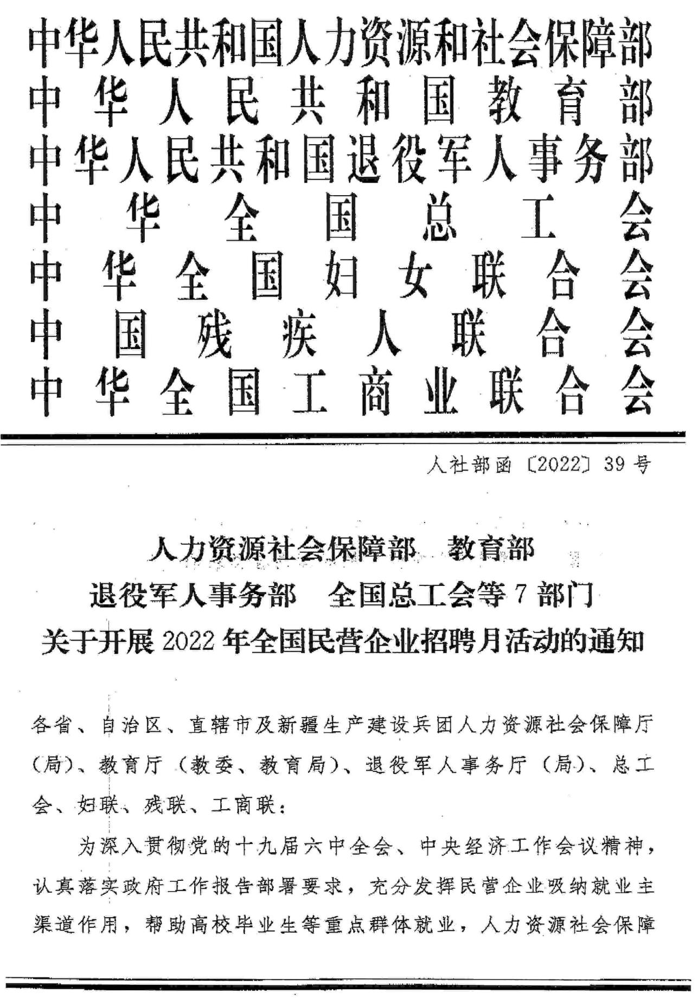 中华人民共和国人力资源和社会保障部
中华人民共和国教育部
中华人民共和国退役军人事务部
中华全国总工会
中华全国妇女联合会
中国残疾人联合会
中华全国工商业联合会
人社部函〔2022〕39号
人力资源社会保障部 教育部
退役军人事务部 全国总工会等7部门
关于开展2022年全国民营企业招聘月活动的通知
各省、自治区、直辖市及新疆生产建设兵团人力资源社会保障厅
（局）、教育厅（教委、教育局）、退役军人事务厅（局）、总工
会、妇联、残联、工商联：
为深入贯彻党的十九届六中全会、中央经济工作会议精神，
认真落实政府工作报告部署要求，充分发挥民营企业吸纳就业主
渠道作用，帮助高校毕业生等重点群体就业，人力资源社会保障